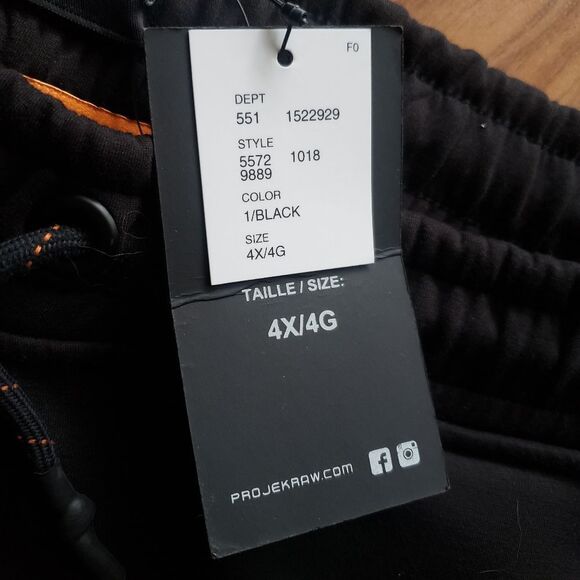 F0
DEPT
551 1522929
STYLE
5572 1018
9889
COLOR
1/BLACK
SIZE
4X/4G
TAILLE / SIZE:
4X/4G
PROJEKRAW.COM